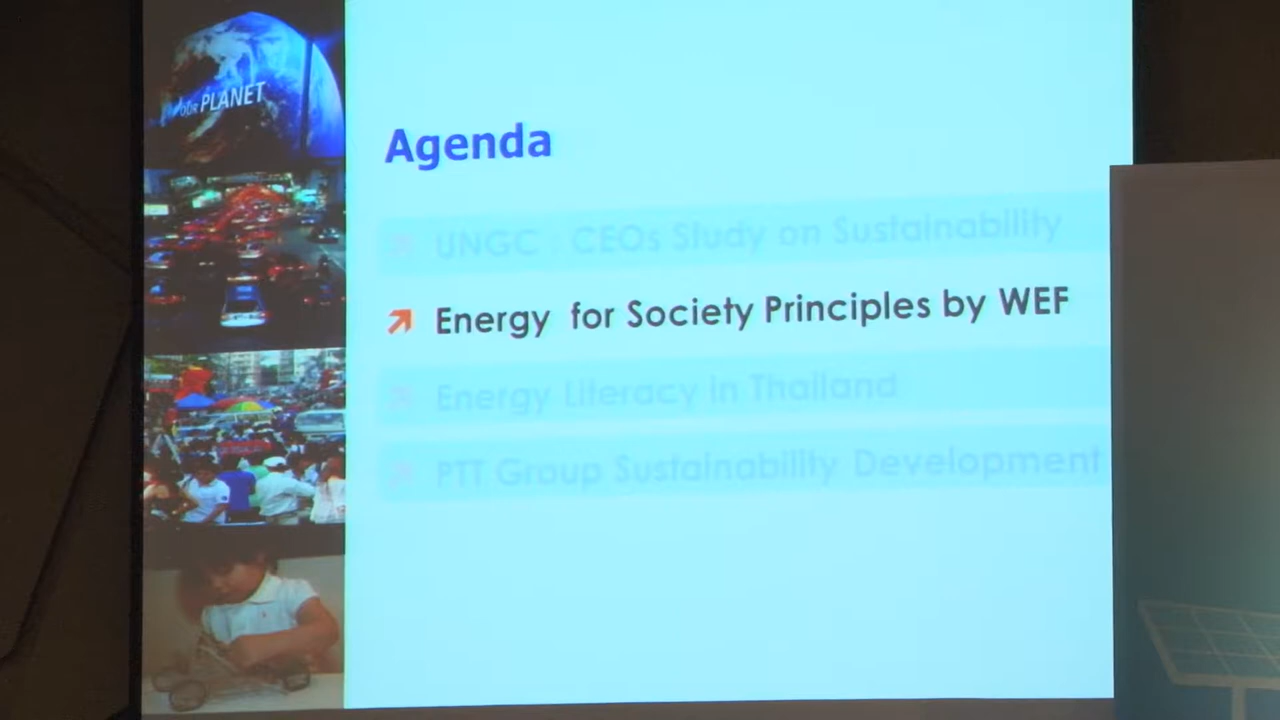 OUR PLANET
Agenda
UNGC : CEOs Study on Sustainability
Energy for Society Principles by WEF
Energy Literacy in Thailand
PTT Group Sustainability Development